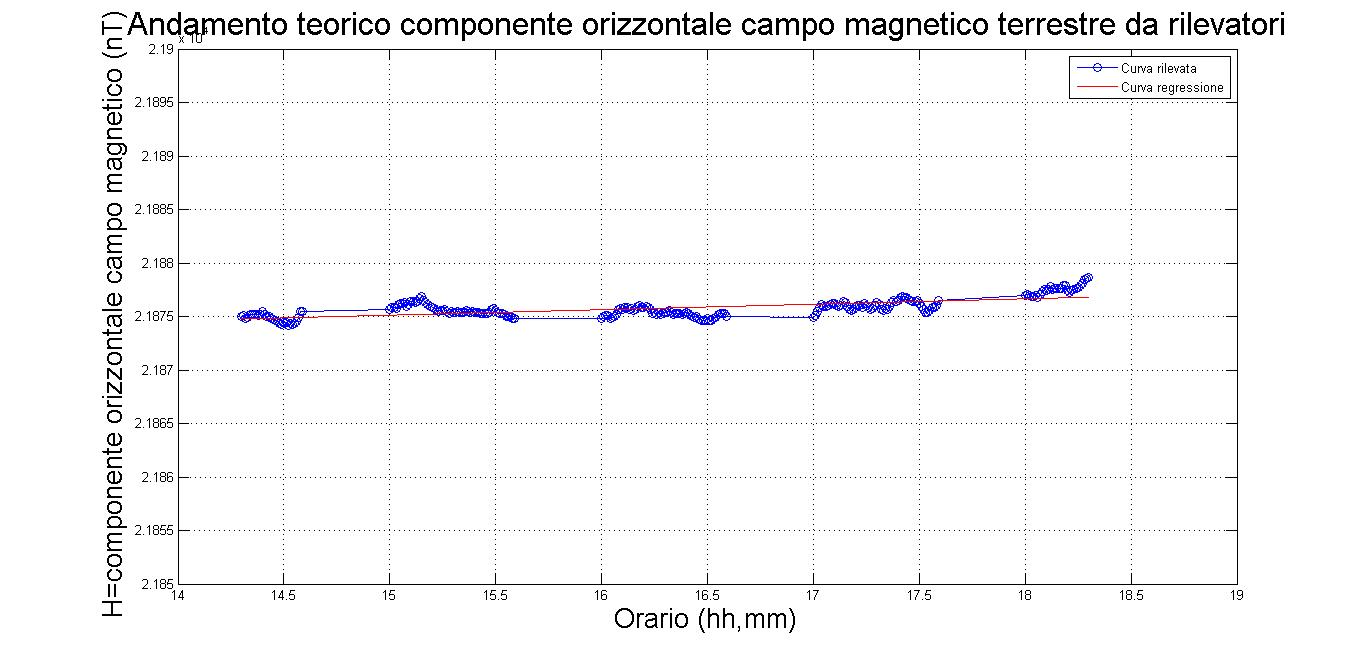 Andamento teorico componente orizzontale campo magnetico terrestre da rilevatori
x 10⁴
H=componente orizzontale campo magnetico (nT)
2.19
2.1895
2.189
2.1885
2.188
2.1875
2.187
2.1865
2.186
2.1855
2.185
14 14.5 15 15.5 16 16.5 17 17.5 18 18.5 19
Orario (hh,mm)
Curva rilevata
Curva regressione